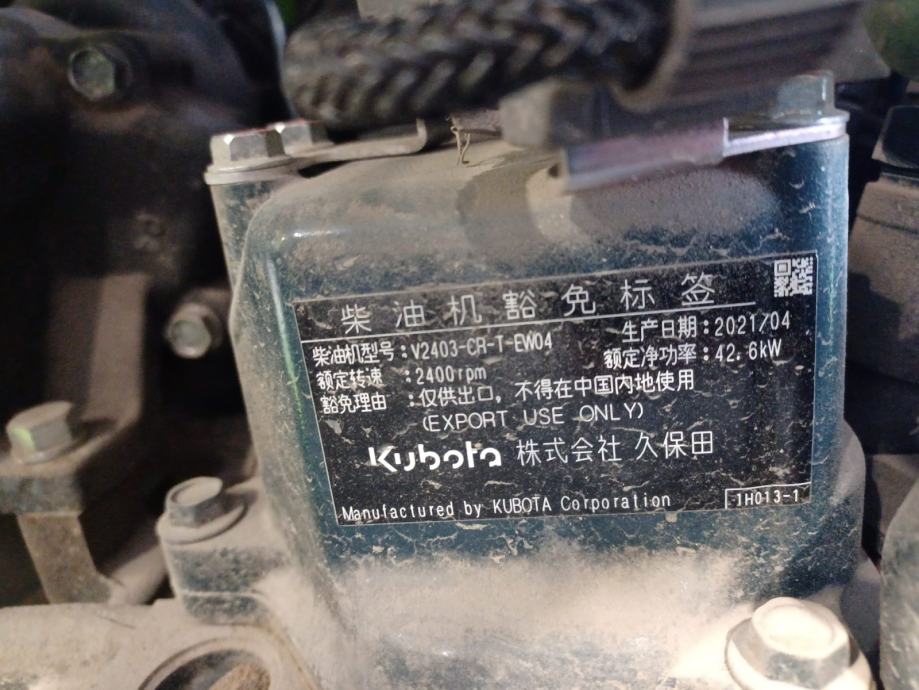 柴油机豁免标签
柴油机型号:V2403-CR-T-EW04 生产日期:2021/04
额定转速:2400rpm 额定净功率:42.6kW
豁免理由:仅供出口，不得在中国内地使用
(EXPORT USE ONLY)
Kubota 株式会社 久保田
Manufactured by KUBOTA Corporation 1H013-1